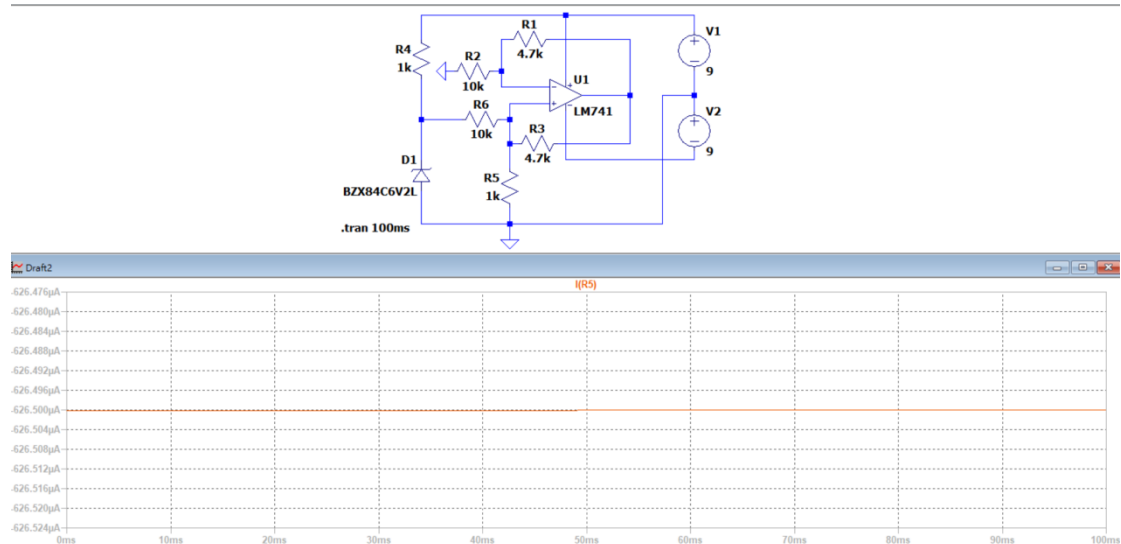 R1
4.7k
V1
9
R4
1k
R2
10k
U1
LM741
R6
10k
V2
9
R3
4.7k
D1
BZX84C6V2L
R5
1k
.tran 100ms
Draft2
I(R5)
-626.476µA
-626.480µA
-626.484µA
-626.488µA
-626.492µA
-626.496µA
-626.500µA
-626.504µA
-626.508µA
-626.512µA
-626.516µA
-626.520µA
-626.524µA
0ms 10ms 20ms 30ms 40ms 50ms 60ms 70ms 80ms 90ms 100ms